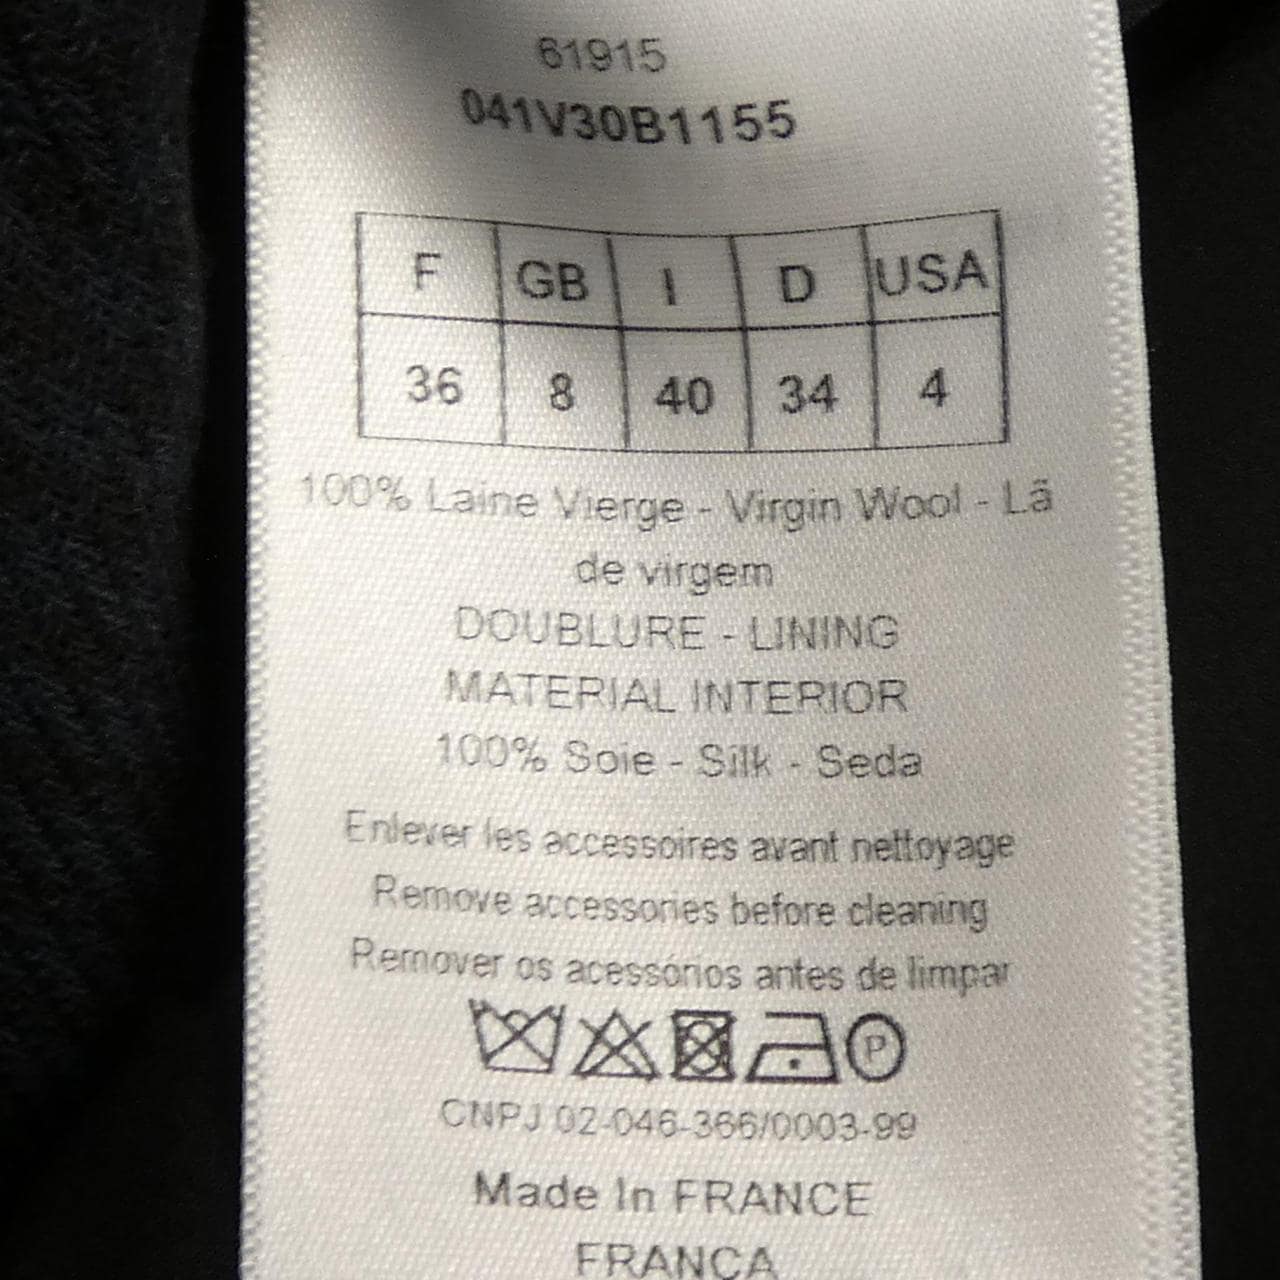 61915
041V30B1155
F GB I D USA
36 8 40 34 4
100% Laine Vierge - Virgin Wool - Lã
de virgem
DOUBLURE - LINING
MATERIAL INTERIOR
100% Soie - Silk - Seda
Enlever les accessoires avant nettoyage
Remove accessories before cleaning
Remover os acessórios antes de limpar
P
CNPJ 02-046-366/0003-99
Made In FRANCE
FRANCA